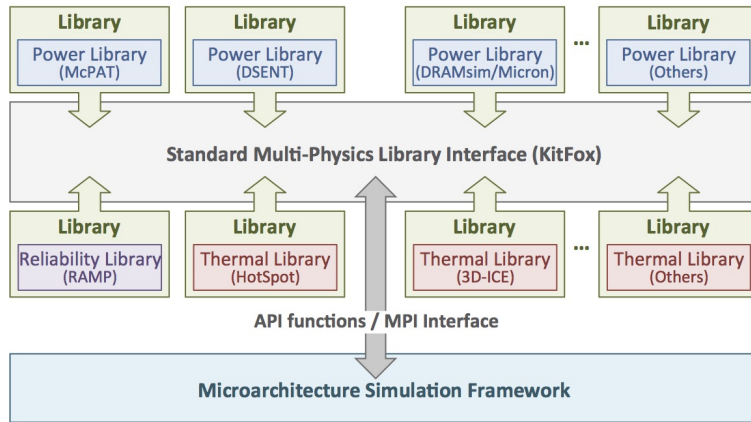 Library
Power Library
(McPAT)
Library
Power Library
(DSENT)
Library
Power Library
(DRAMsim/Micron)
...
Library
Power Library
(Others)
Standard Multi-Physics Library Interface (KitFox)
Library
Reliability Library
(RAMP)
Library
Thermal Library
(HotSpot)
Library
Thermal Library
(3D-ICE)
...
Library
Thermal Library
(Others)
API functions / MPI Interface
Microarchitecture Simulation Framework